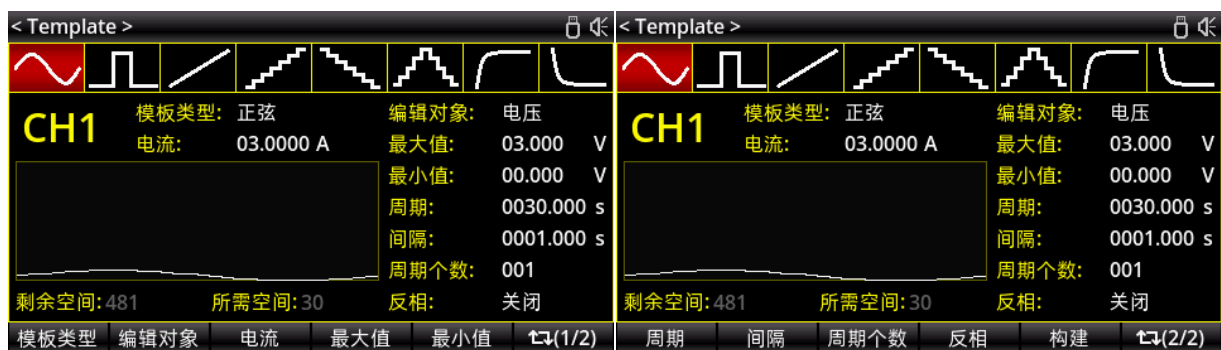 < Template >
CH1
模板类型: 正弦
编辑对象: 电压
电流: 03.0000 A
最大值: 03.000 V
最小值: 00.000 V
周期: 0030.000 s
间隔: 0001.000 s
周期个数: 001
剩余空间:481 所需空间:30
反相: 关闭
模板类型 编辑对象 电流 最大值 最小值 (1/2)
< Template >
CH1
模板类型: 正弦
编辑对象: 电压
电流: 03.0000 A
最大值: 03.000 V
最小值: 00.000 V
周期: 0030.000 s
间隔: 0001.000 s
周期个数: 001
剩余空间:481 所需空间:30
反相: 关闭
周期 间隔 周期个数 反相 构建 (2/2)